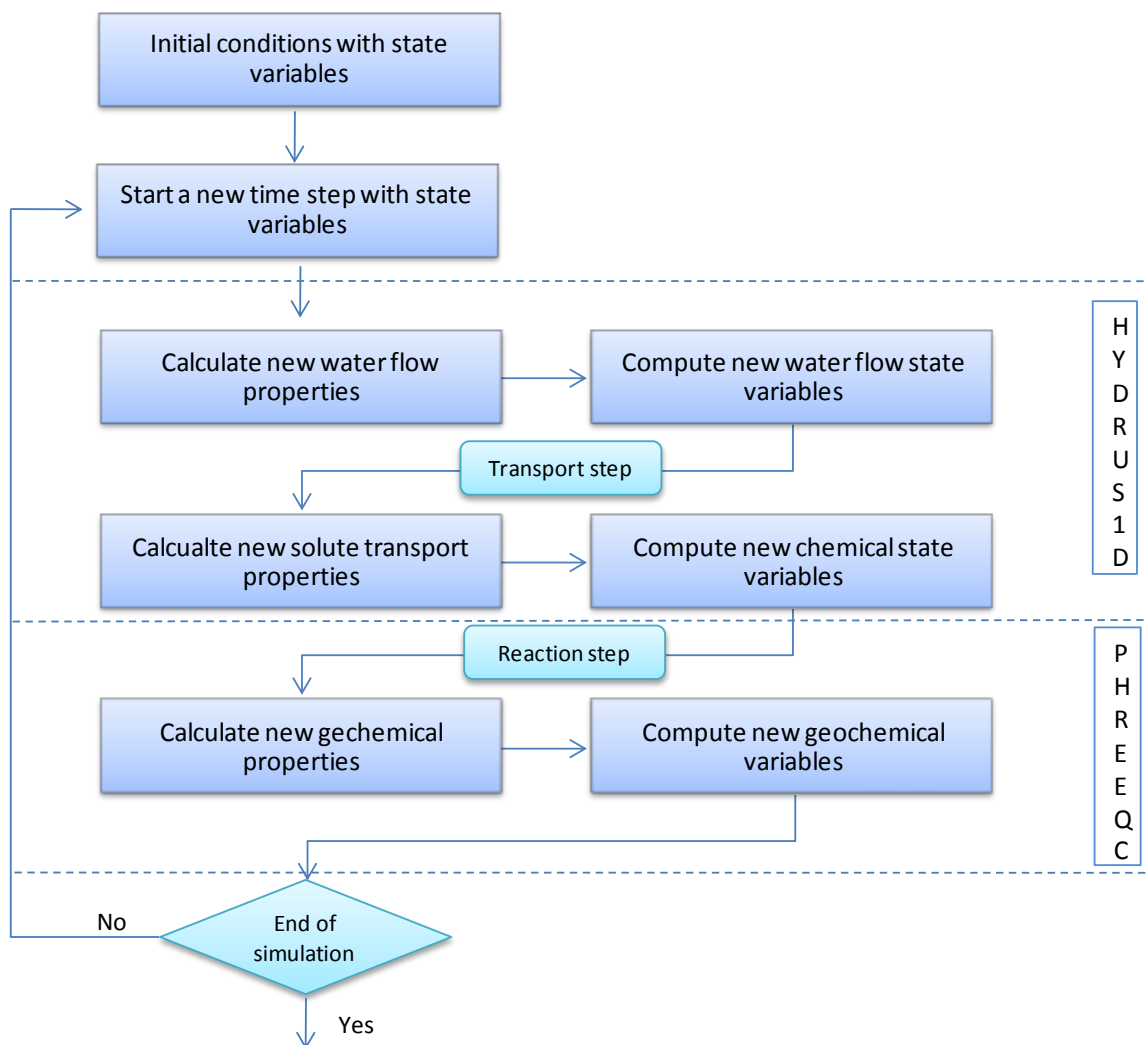 Initial conditions with state
variables
Start a new time step with state
variables
Calculate new water flow
properties
Compute new water flow state
variables
Transport step
Calcualte new solute transport
properties
Compute new chemical state
variables
H
Y
D
R
U
S
1
D
Reaction step
Calculate new gechemical
properties
Compute new geochemical
variables
P
H
R
E
E
Q
C
End of
simulation
No
Yes